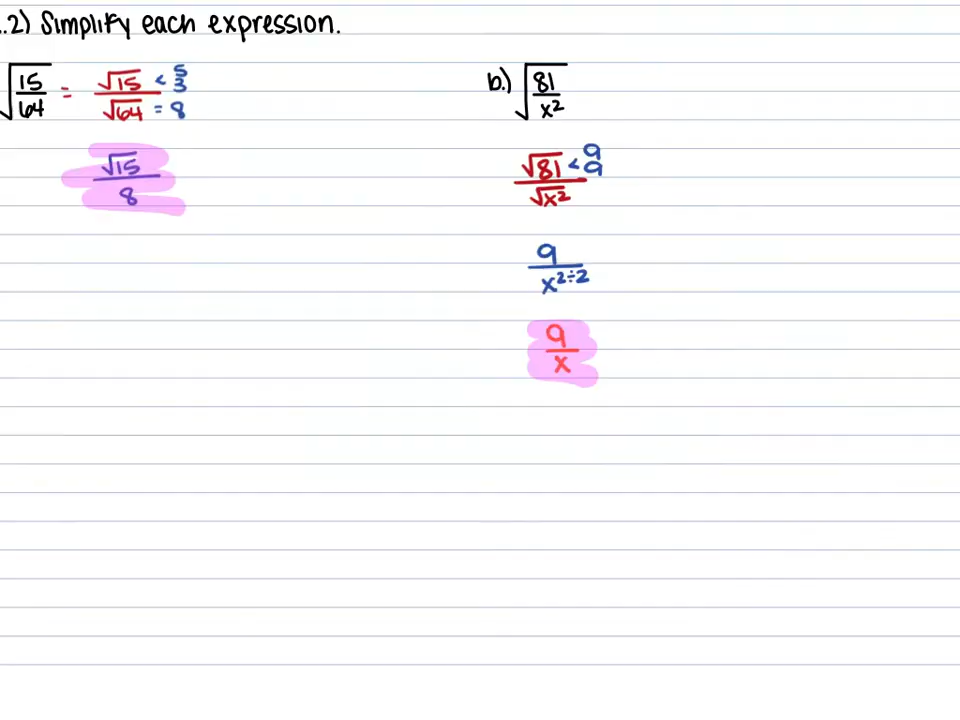 .2) Simplify each expression.
√(15/64) = √15/√64 < 5 3 = 8
√15/8
b.) √(81/x²)
√81/√x² < 9 9
9/x^(2÷2)
9/x